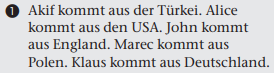 ❶ Akif kommt aus der Türkei. Alice
kommt aus den USA. John kommt
aus England. Marec kommt aus
Polen. Klaus kommt aus Deutschland.